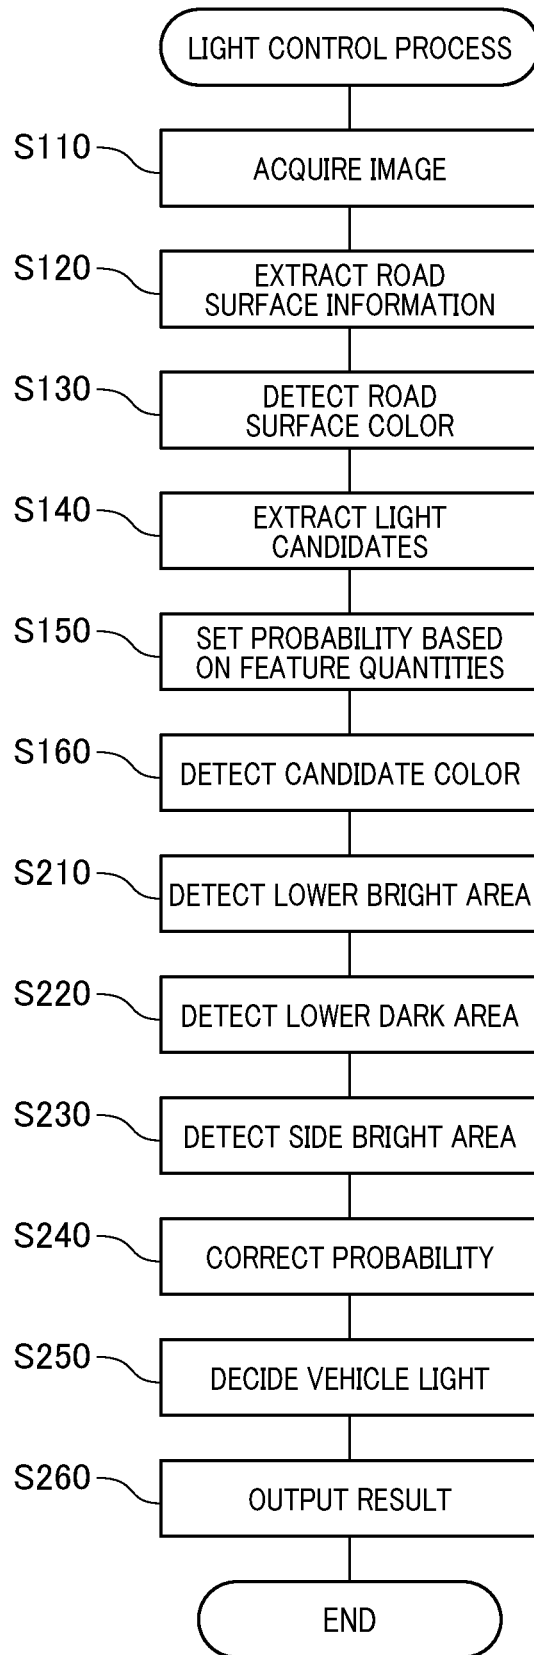 LIGHT CONTROL PROCESS
S110
ACQUIRE IMAGE
S120
EXTRACT ROAD
SURFACE INFORMATION
S130
DETECT ROAD
SURFACE COLOR
S140
EXTRACT LIGHT
CANDIDATES
S150
SET PROBABILITY BASED
ON FEATURE QUANTITIES
S160
DETECT CANDIDATE COLOR
S210
DETECT LOWER BRIGHT AREA
S220
DETECT LOWER DARK AREA
S230
DETECT SIDE BRIGHT AREA
S240
CORRECT PROBABILITY
S250
DECIDE VEHICLE LIGHT
S260
OUTPUT RESULT
END